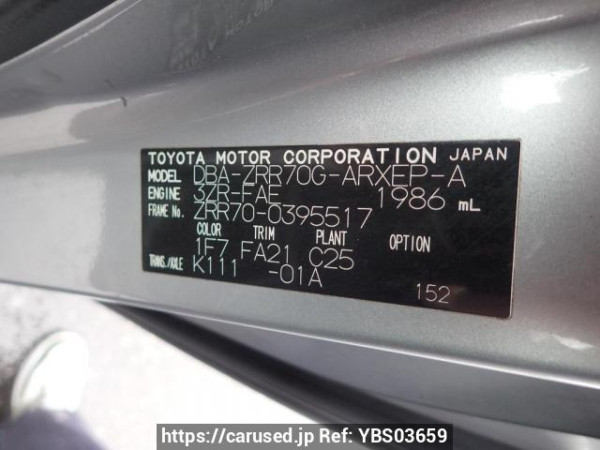 TOYOTA MOTOR CORPORATION JAPAN
MODEL DBA-ZRR70G-ARXEP-A
ENGINE 3ZR-FAE 1986 mL
FRAME No. ZRR70-0395517
COLOR TRIM PLANT OPTION
1F7 FA21 C25
TRANS./AXLE K111 -01A
152
https://carused.jp Ref: YBS03659